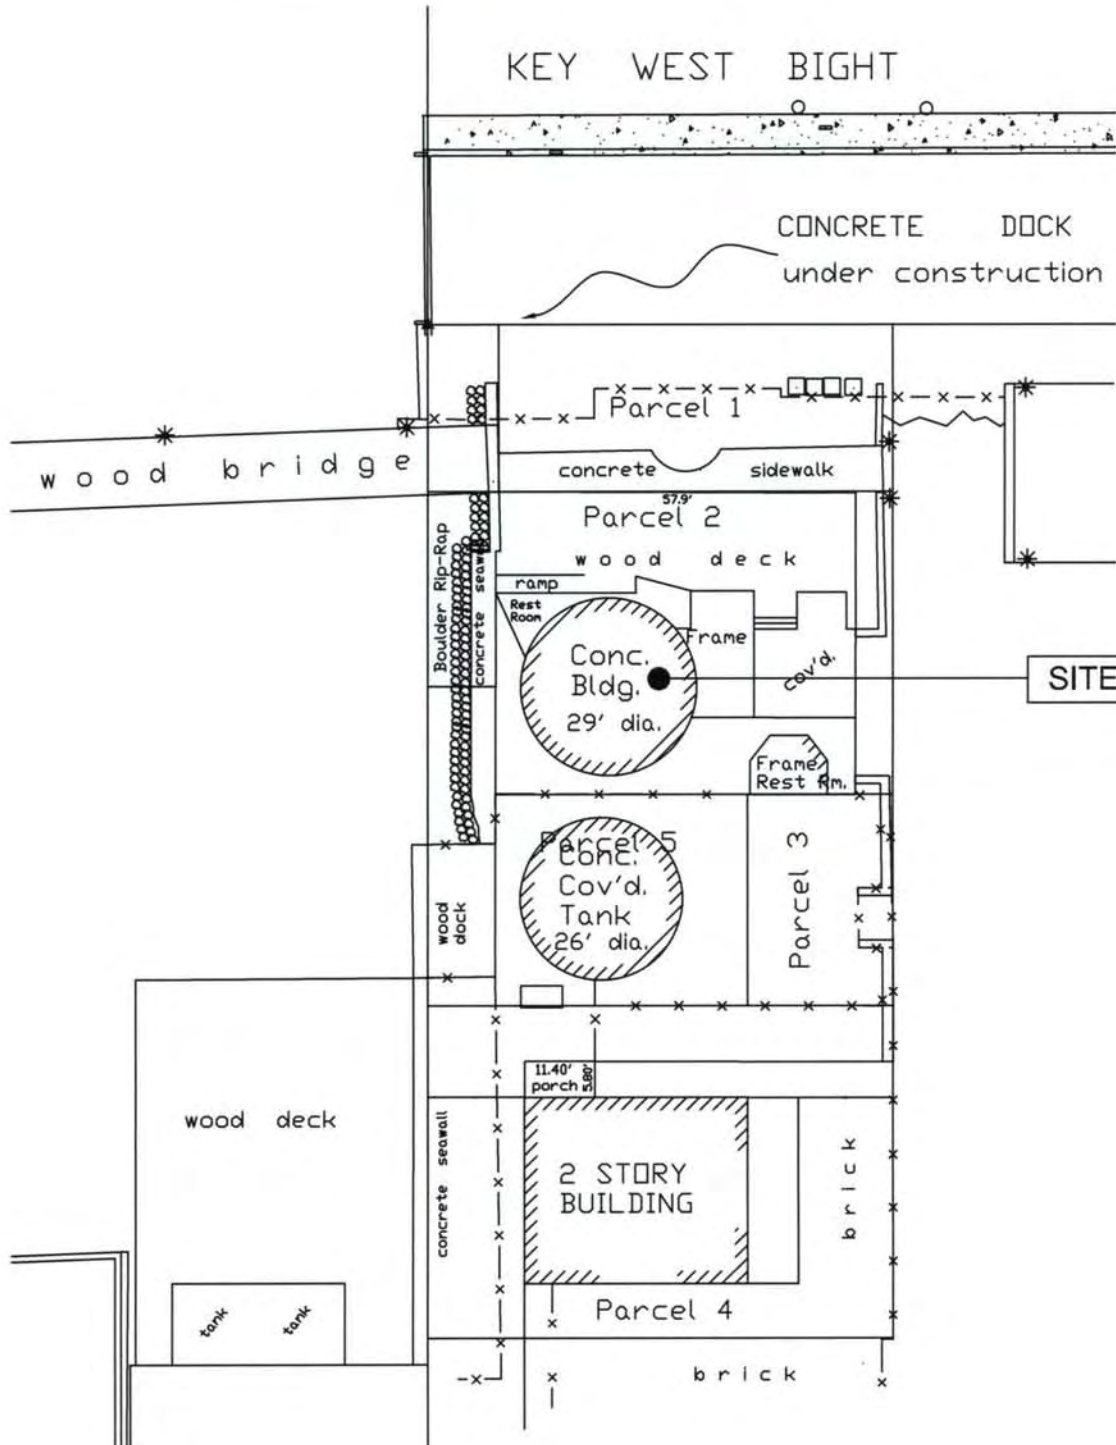 KEY WEST BIGHT
CONCRETE DOCK
under construction
Parcel 1
wood bridge
concrete sidewalk
57.9'
Parcel 2
wood deck
Boulder Rip-Rap
concrete seawall
ramp
Rest
Room
Frame
Conc.
Bldg.
29' dia.
cov'd.
SITE
Frame
Rest Rm.
Parcel 5
Conc.
Cov'd.
Tank
26' dia.
Parcel 3
wood
dock
11.40'
porch
5.80'
wood deck
concrete seawall
2 STORY
BUILDING
brick
tank
tank
Parcel 4
brick